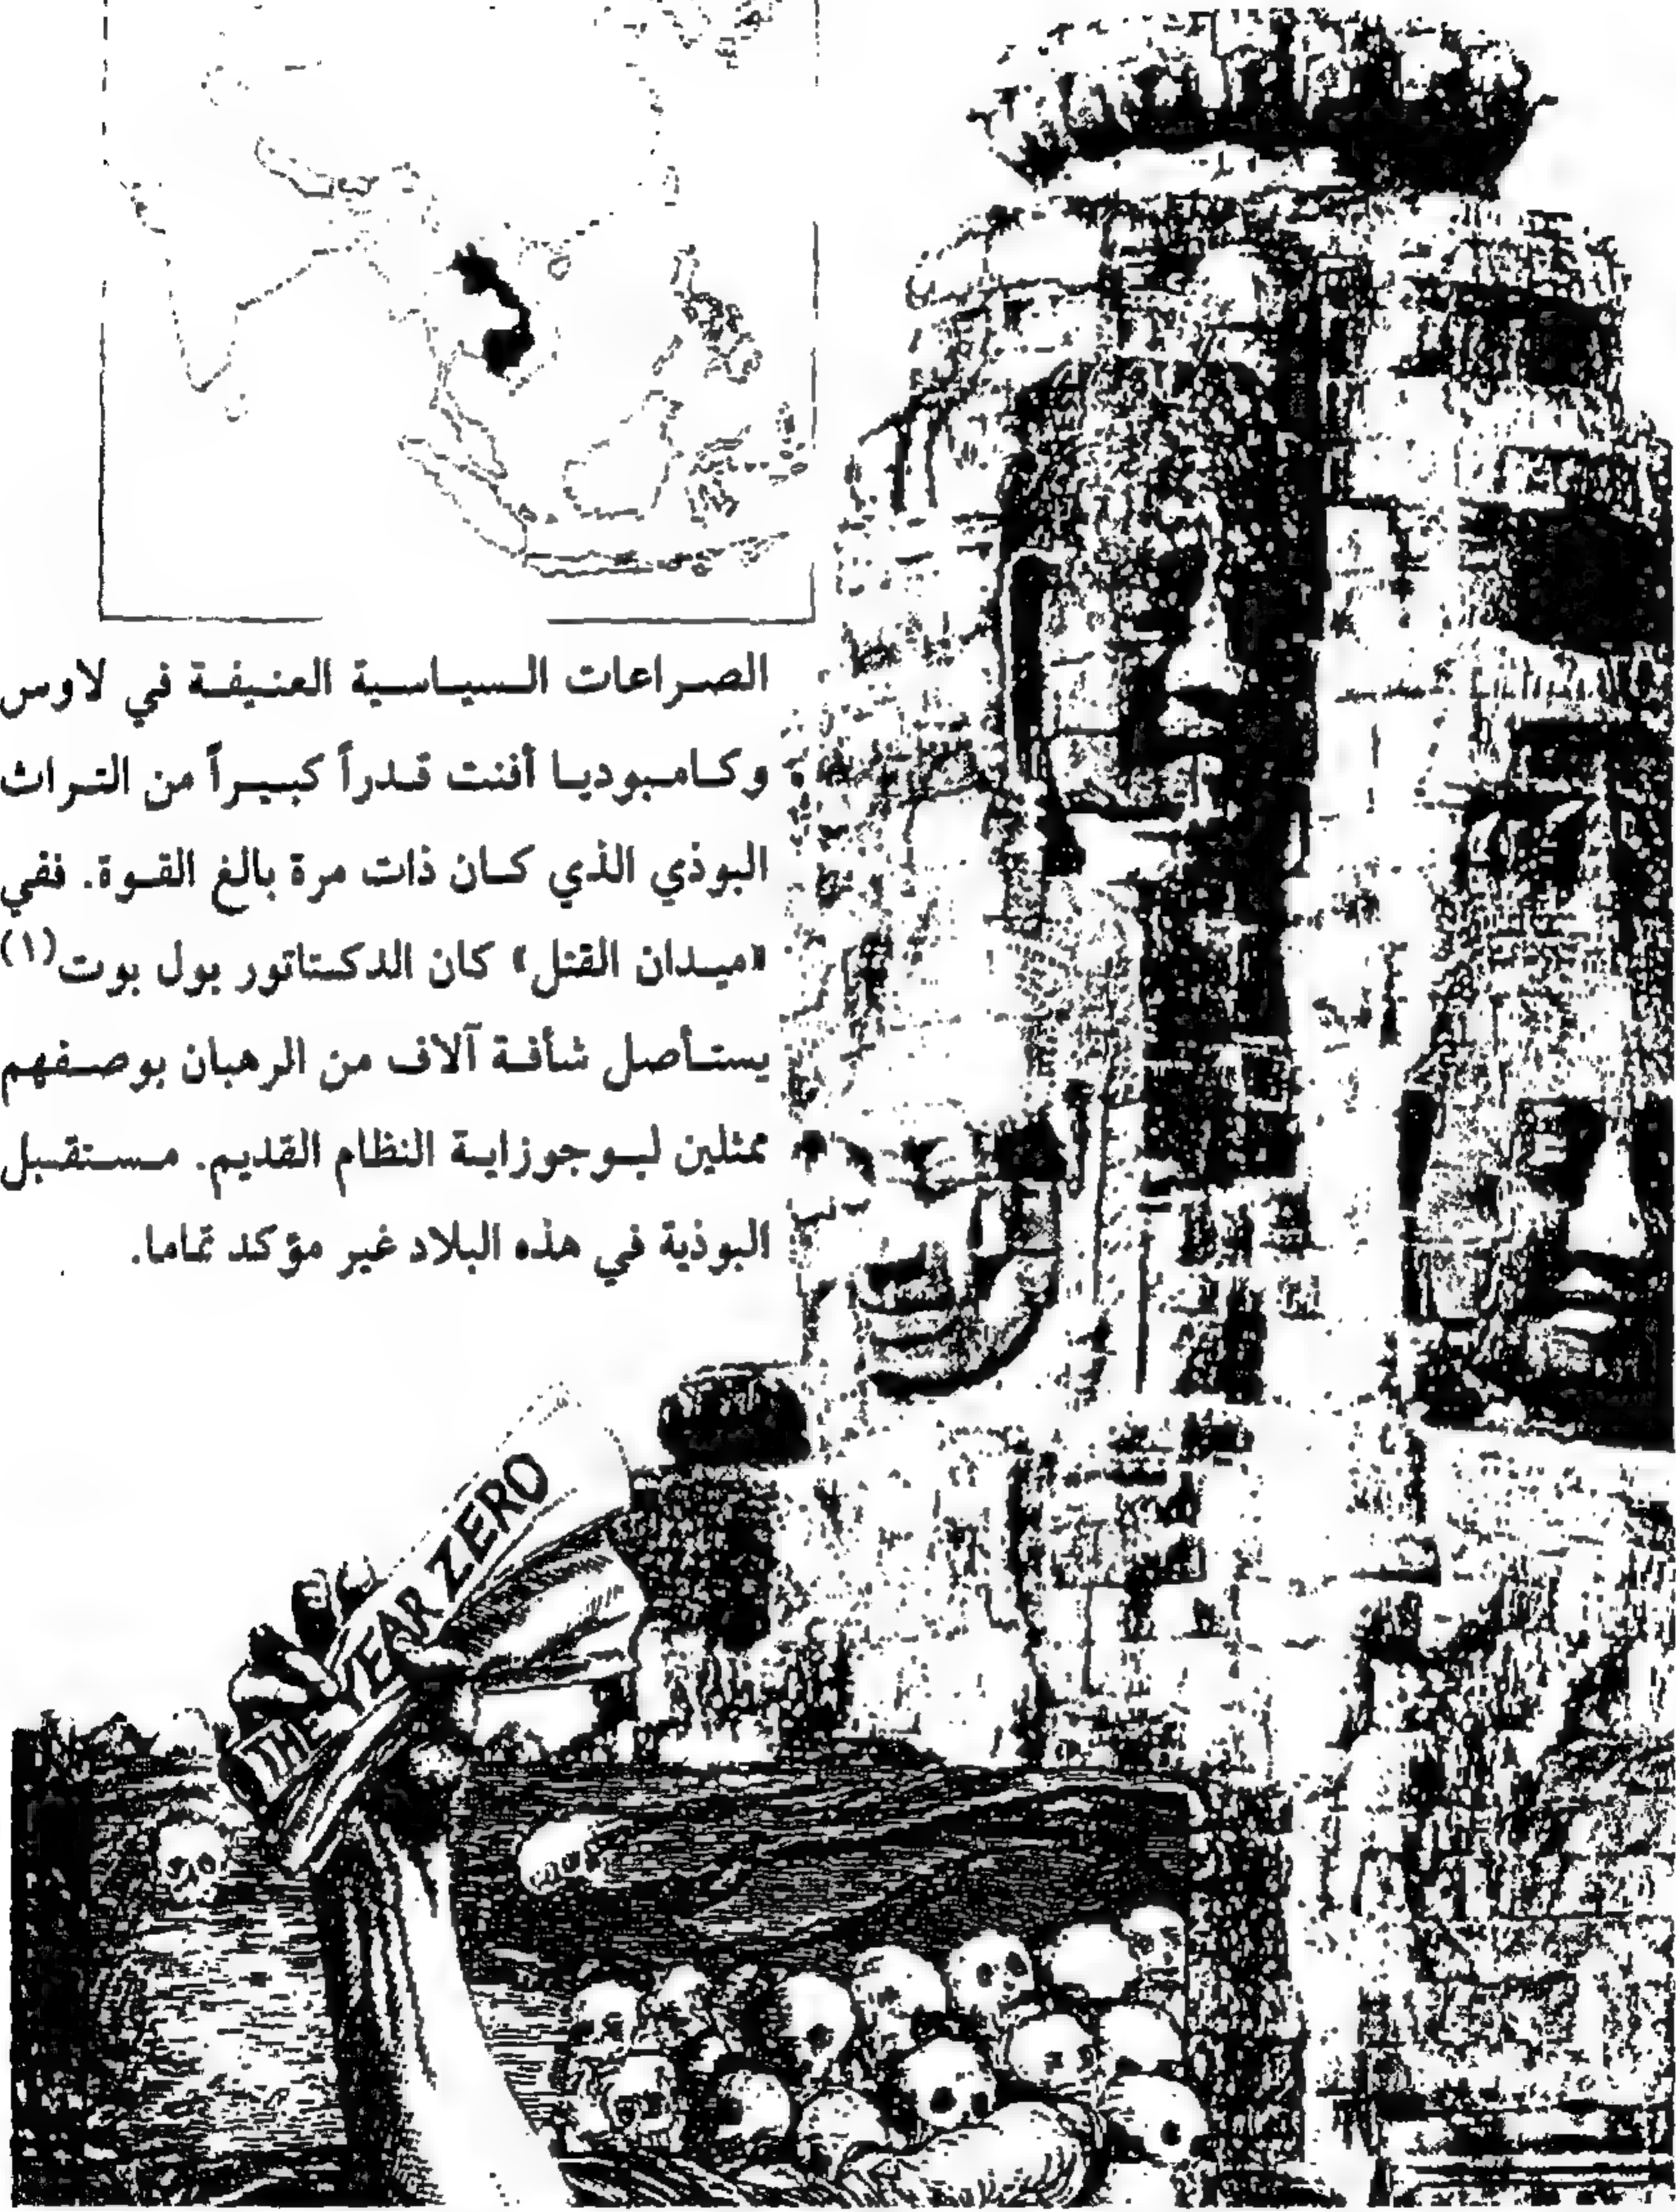 الصراعات السياسية العنيفة في لاوس
وكامبوديا أفنت قدراً كبيراً من التراث
البوذي الذي كان ذات مرة بالغ القوة. ففي
«ميدان القتل» كان الدكتاتور بول بوت(١)
يستأصل شأفة آلاف من الرهبان بوصفهم
ممثلين لبوجوزاية النظام القديم. مستقبل
البوذية في هذه البلاد غير مؤكد تماما.
THE YEAR ZERO